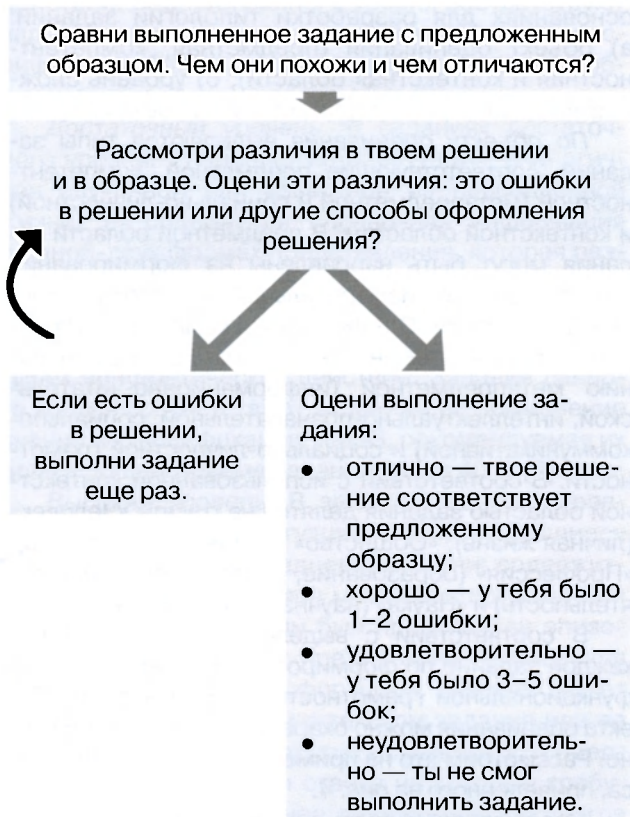 Сравни выполненное задание с предложенным
образцом. Чем они похожи и чем отличаются?
Рассмотри различия в твоем решении
и в образце. Оцени эти различия: это ошибки
в решении или другие способы оформления
решения?
Если есть ошибки
в решении,
выполни задание
еще раз.
Оцени выполнение за-
дания:
• отлично — твое реше-
ние соответствует
предложенному
образцу;
• хорошо — у тебя было
1–2 ошибки;
• удовлетворительно —
у тебя было 3–5 оши-
бок;
• неудовлетворитель-
но — ты не смог
выполнить задание.